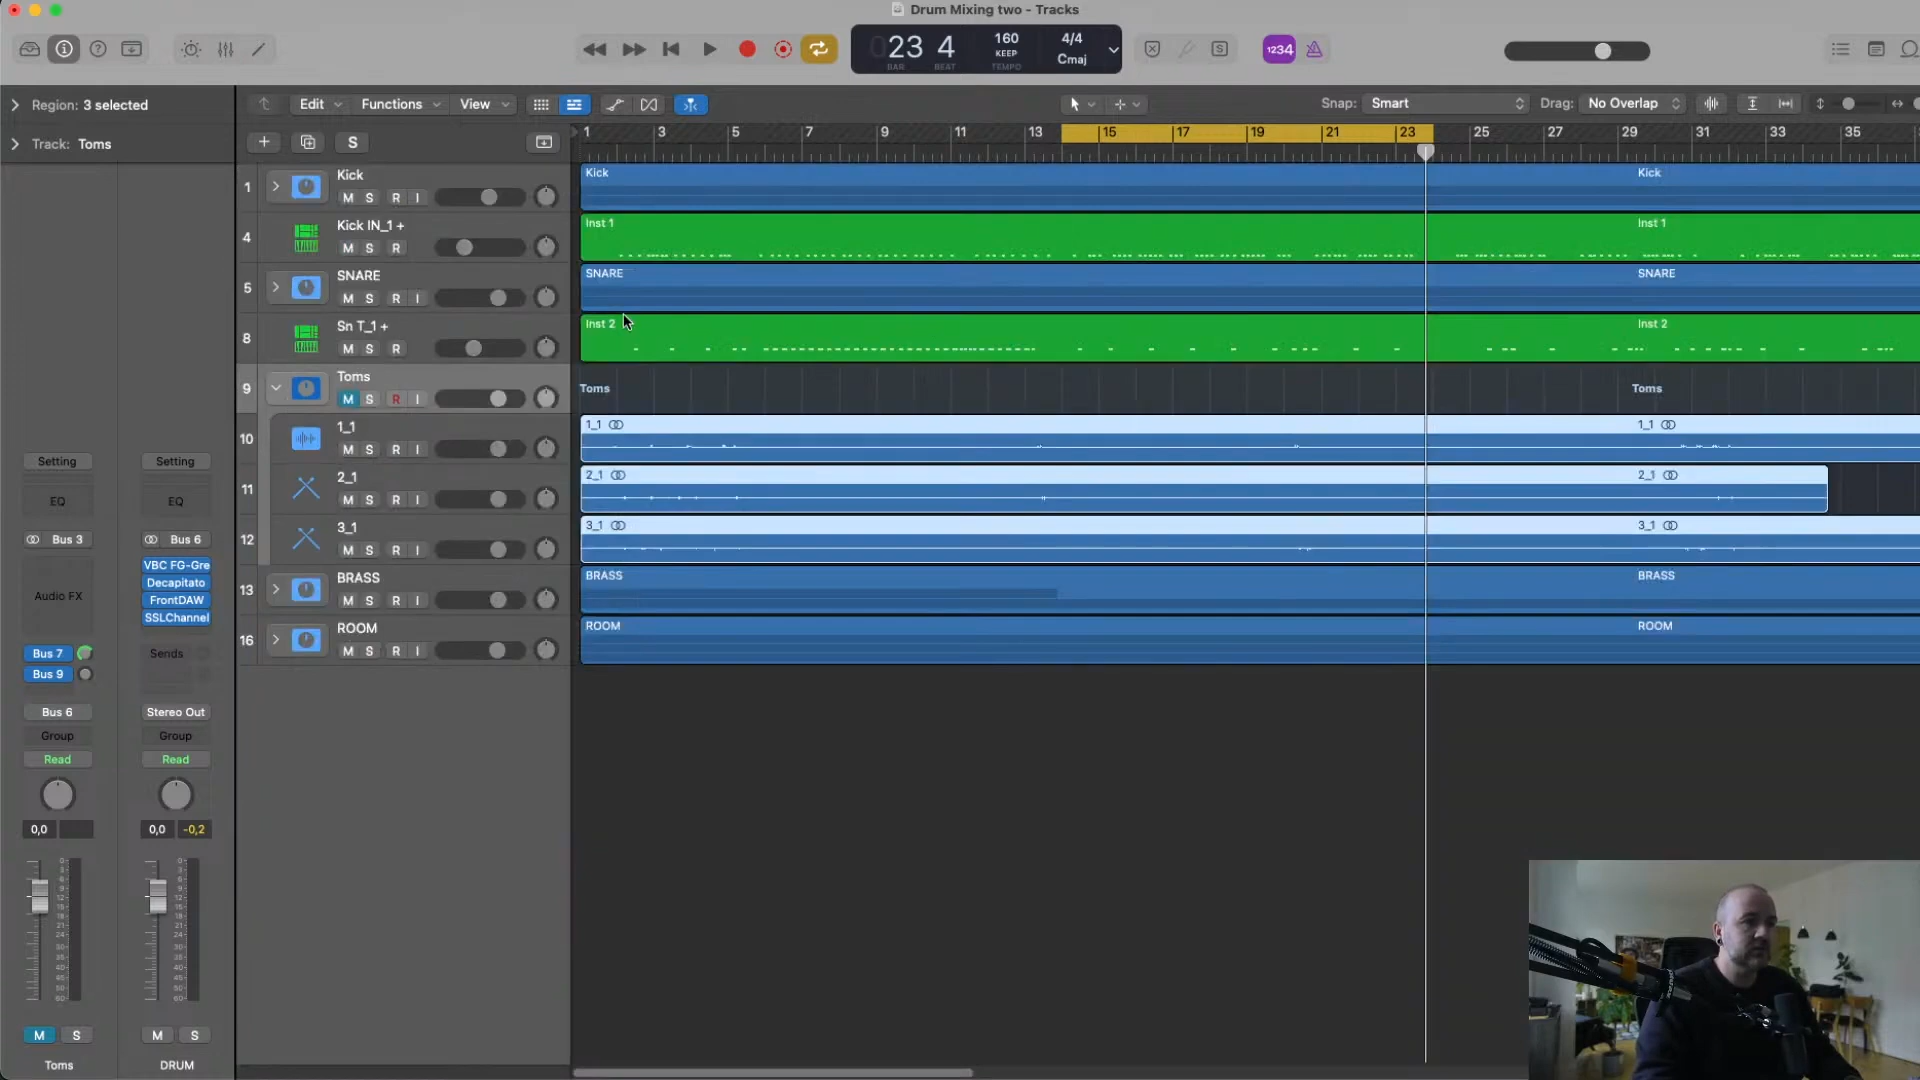 Drum Mixing two - Tracks
23 4 160 4/4
KEEP Cmaj
BAR BEAT TEMPO
1234
Region: 3 selected
Edit Functions View Snap: Smart Drag: No Overlap
Track: Toms
S
1 3 5 7 9 11 13 15 17 19 21 23 25 27 29 31 33 35
1 Kick
M S R I
Kick Kick
4 Kick IN_1 +
M S R
Inst 1 Inst 1
5 SNARE
M S R I
SNARE SNARE
8 Sn T_1 +
M S R
Inst 2 Inst 2
9 Toms
M S R I
Toms Toms
10 1_1
M S R I
1_1 1_1
11 2_1
M S R I
2_1 2_1
12 3_1
M S R I
3_1 3_1
13 BRASS
M S R I
BRASS BRASS
16 ROOM
M S R I
ROOM ROOM
Setting Setting
EQ EQ
Bus 3 Bus 6
Audio FX
VBC FG-Gre
Decapitato
FrontDAW
SSLChannel
Bus 7 Sends
Bus 9
Bus 6 Stereo Out
Group Group
Read Read
0,0 0,0 -0,2
M S M S
Toms DRUM